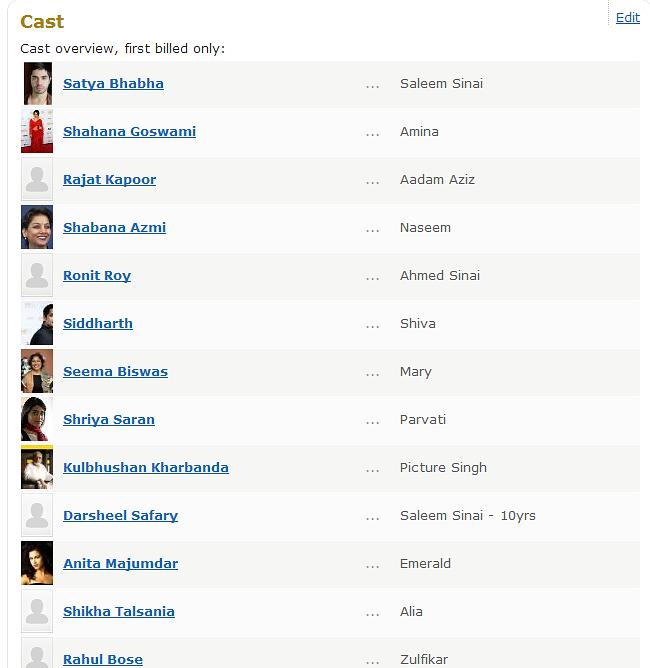 Cast
Edit
Cast overview, first billed only:
Satya Bhabha ... Saleem Sinai
Shahana Goswami ... Amina
Rajat Kapoor ... Aadam Aziz
Shabana Azmi ... Naseem
Ronit Roy ... Ahmed Sinai
Siddharth ... Shiva
Seema Biswas ... Mary
Shriya Saran ... Parvati
Kulbhushan Kharbanda ... Picture Singh
Darsheel Safary ... Saleem Sinai - 10yrs
Anita Majumdar ... Emerald
Shikha Talsania ... Alia
Rahul Bose ... Zulfikar